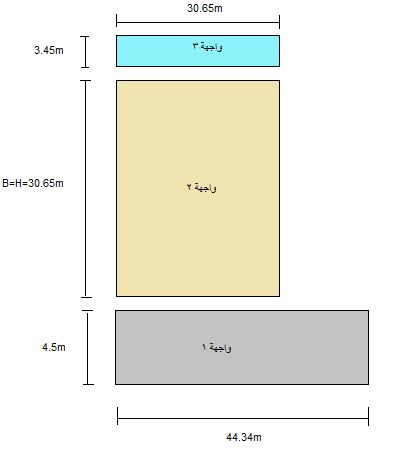 30.65m
3.45m
واجهة ٣
B=H=30.65m
واجهة ٢
4.5m
واجهة ١
44.34m